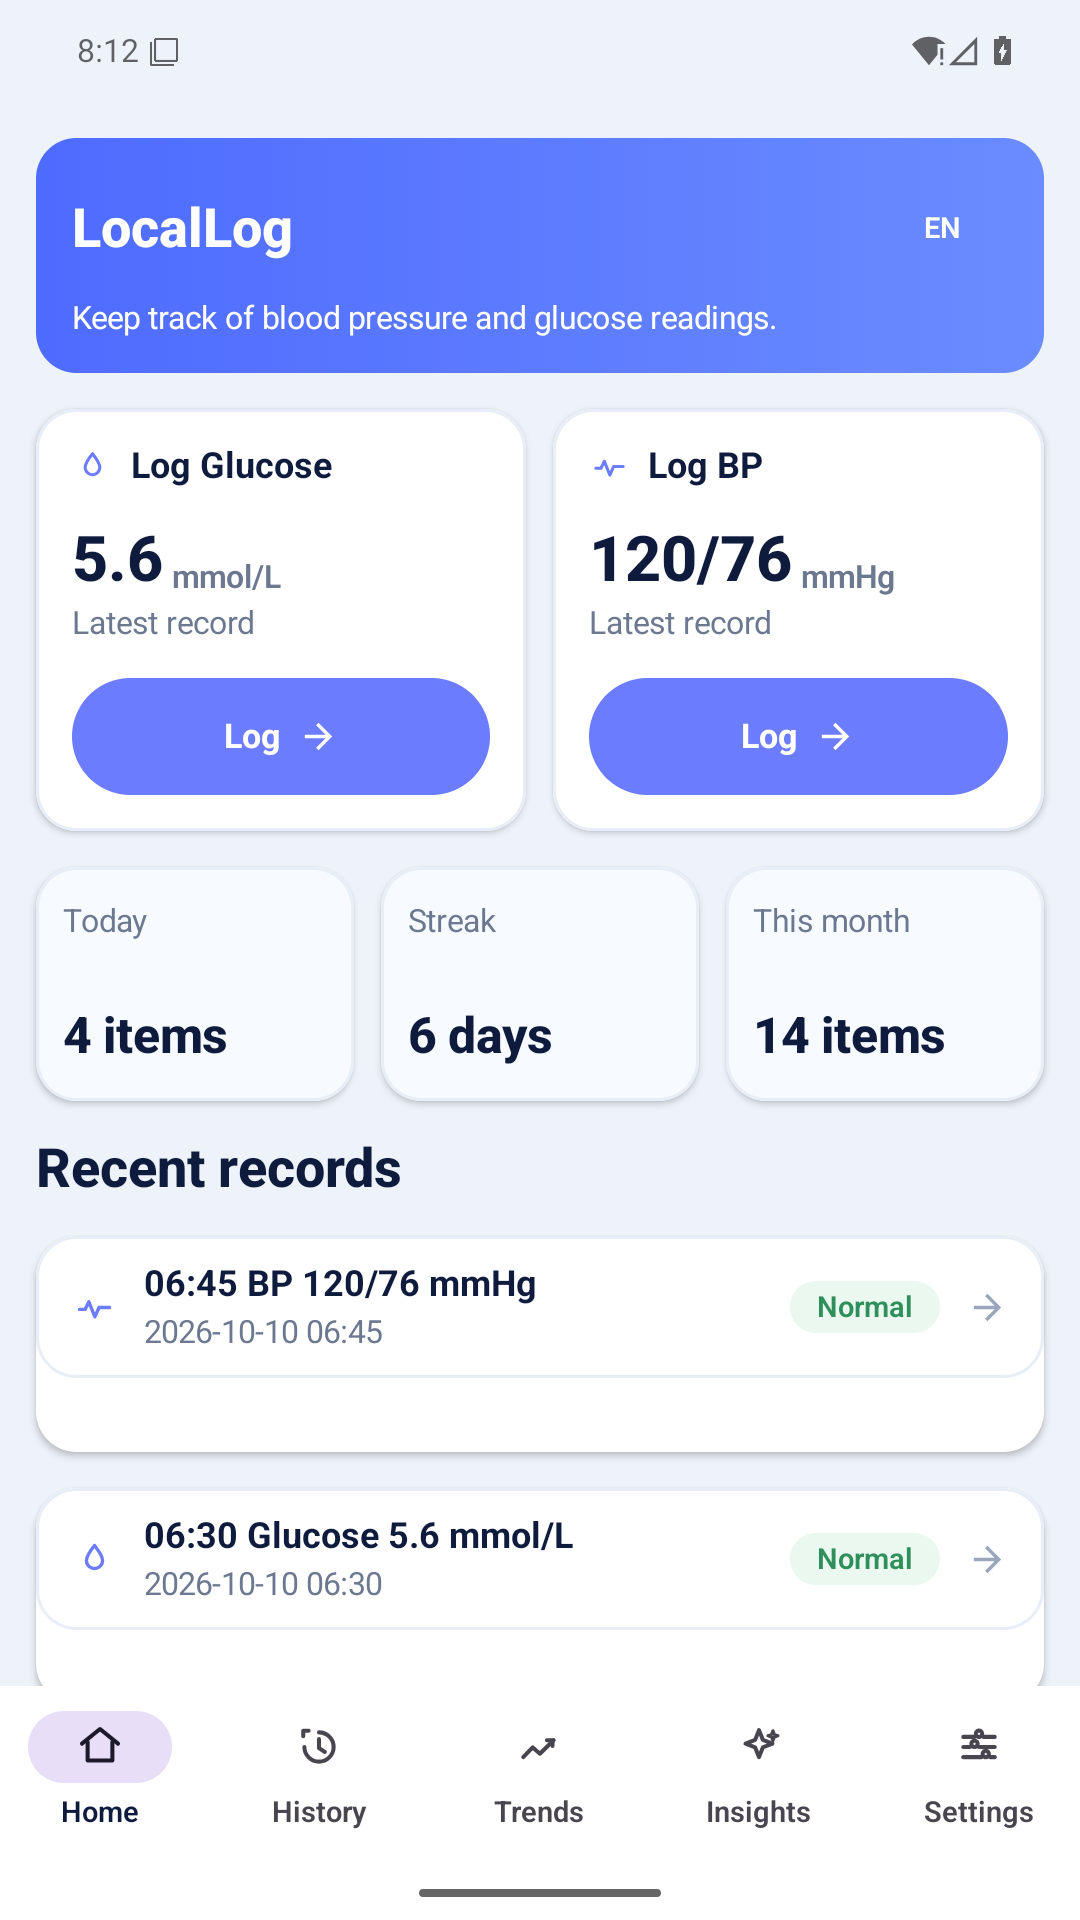 8:12
LocalLog
EN
Keep track of blood pressure and glucose readings.
Log Glucose
5.6 mmol/L
Latest record
Log
Log BP
120/76 mmHg
Latest record
Log
Today
4 items
Streak
6 days
This month
14 items
Recent records
06:45 BP 120/76 mmHg
2026-10-10 06:45
Normal
06:30 Glucose 5.6 mmol/L
2026-10-10 06:30
Normal
Home
History
Trends
Insights
Settings